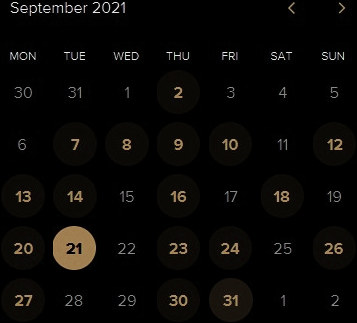 September 2021
MON TUE WED THU FRI SAT SUN
30 31 1 2 3 4 5
6 7 8 9 10 11 12
13 14 15 16 17 18 19
20 21 22 23 24 25 26
27 28 29 30 31 1 2